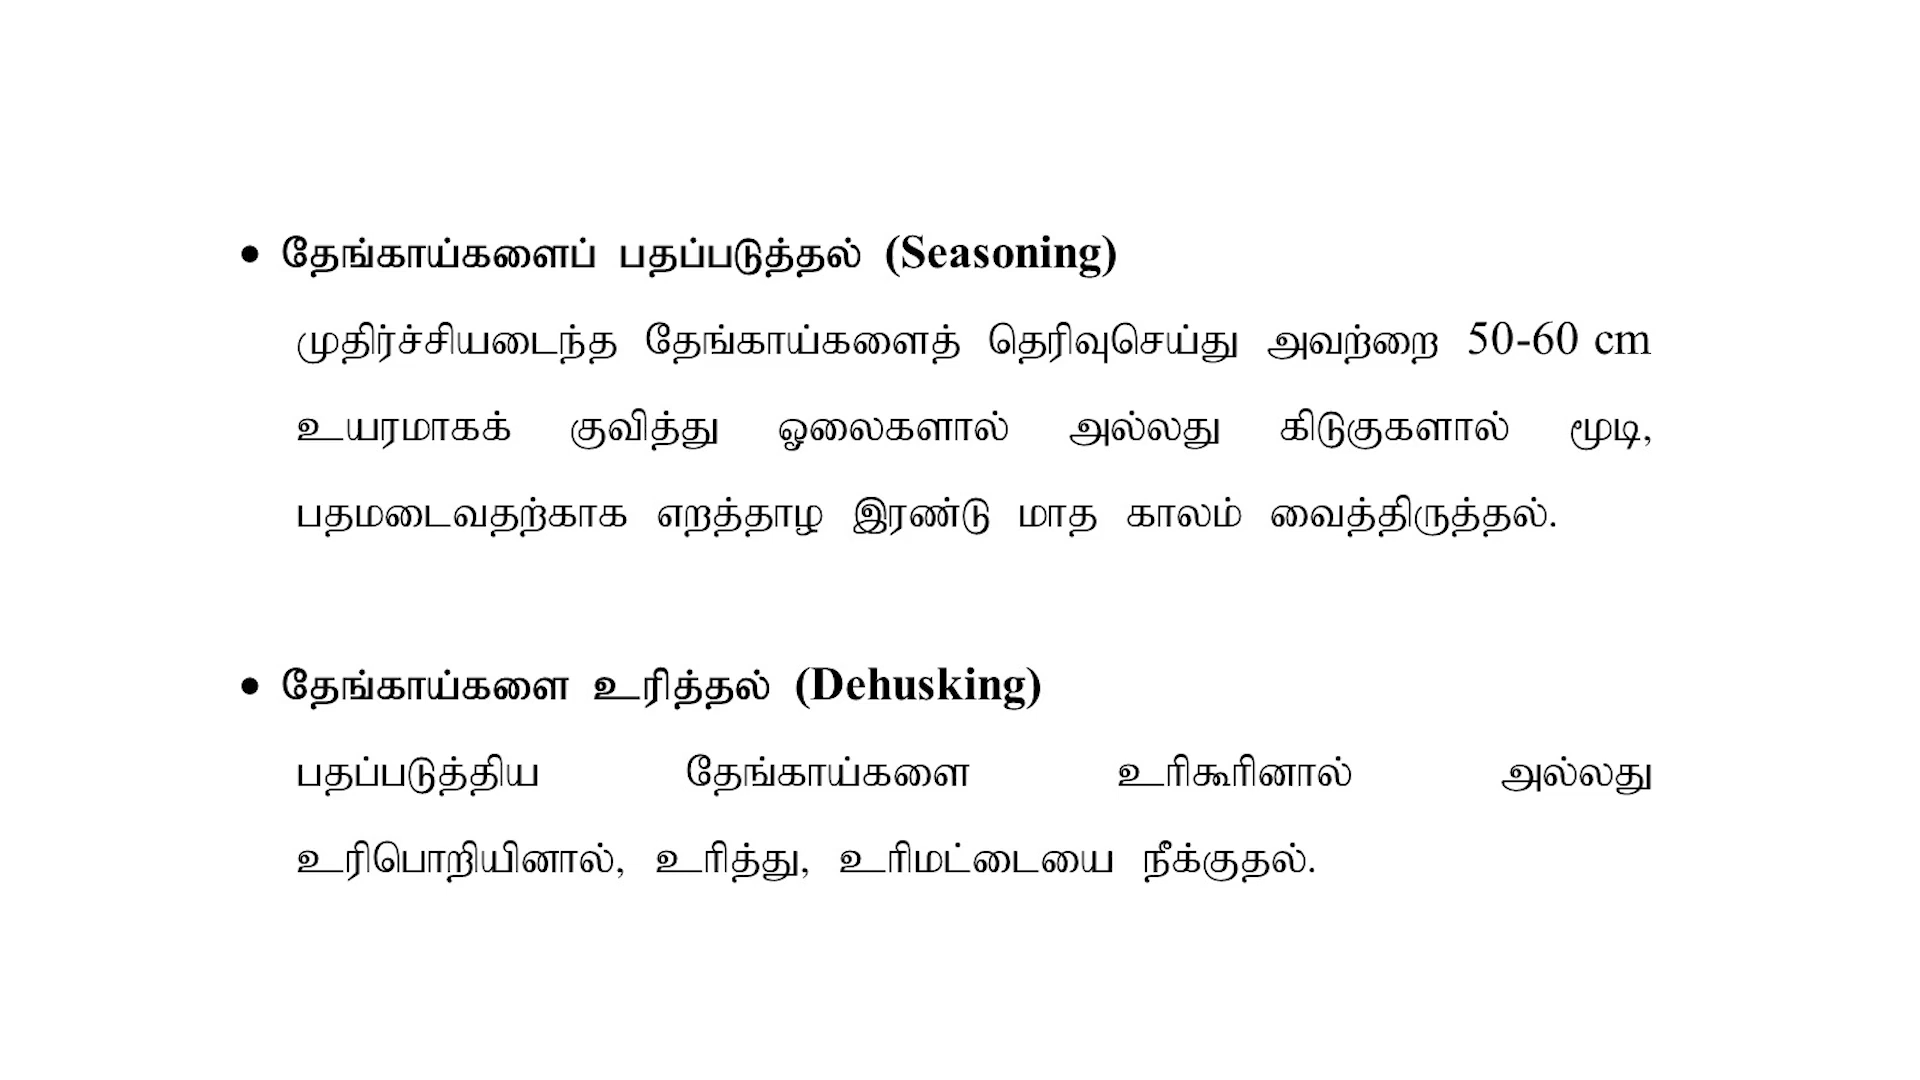 • தேங்காய்களைப் பதப்படுத்தல் (Seasoning)
முதிர்ச்சியடைந்த தேங்காய்களைத் தெரிவுசெய்து அவற்றை 50-60 cm
உயரமாகக் குவித்து ஓலைகளால் அல்லது கிடுகுகளால் மூடி,
பதமடைவதற்காக எறத்தாழ இரண்டு மாத காலம் வைத்திருத்தல்.
• தேங்காய்களை உரித்தல் (Dehusking)
பதப்படுத்திய தேங்காய்களை உரிகூரினால் அல்லது
உரிபொறியினால், உரித்து, உரிமட்டையை நீக்குதல்.